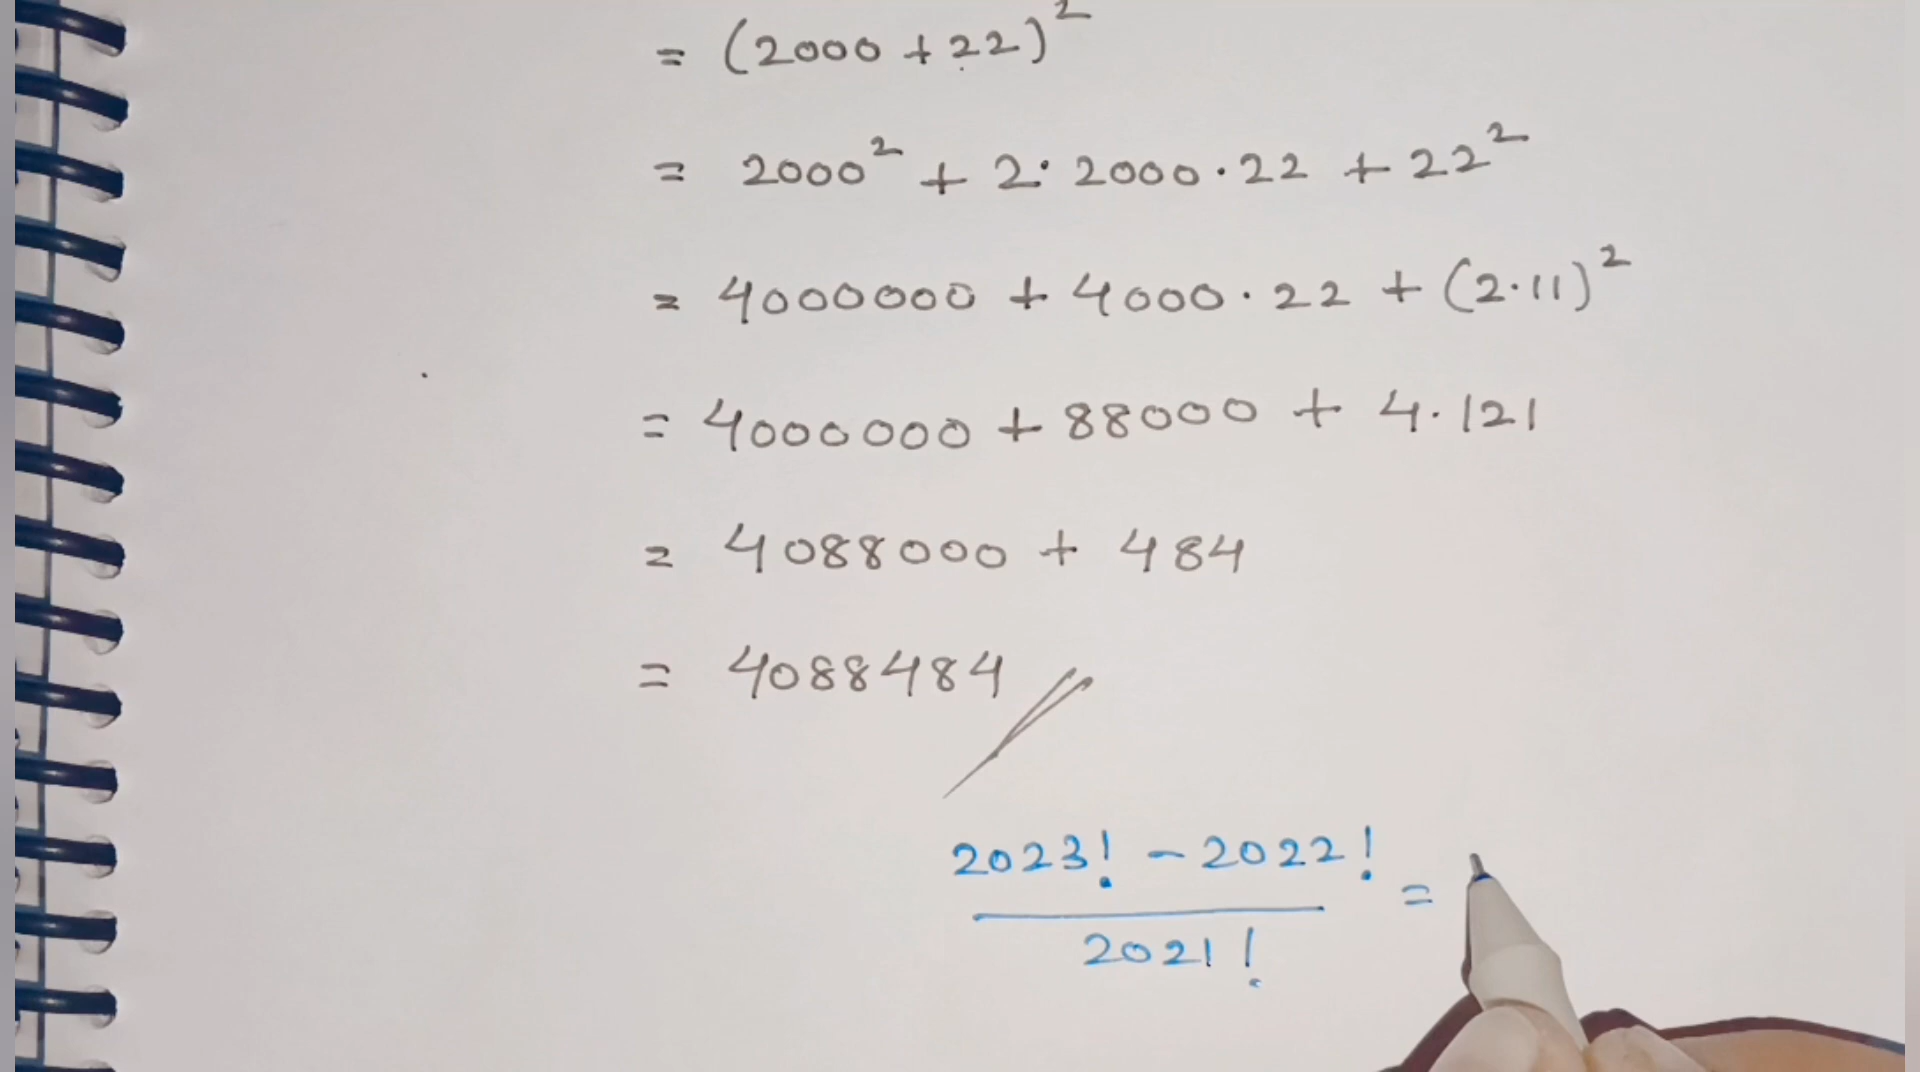 = (2000 + 22)²
= 2000² + 2· 2000 · 22 + 22²
= 4000000 + 4000 · 22 + (2·11)²
= 4000000 + 88000 + 4·121
= 4088000 + 484
= 4088484
2023! - 2022!
=
2021!